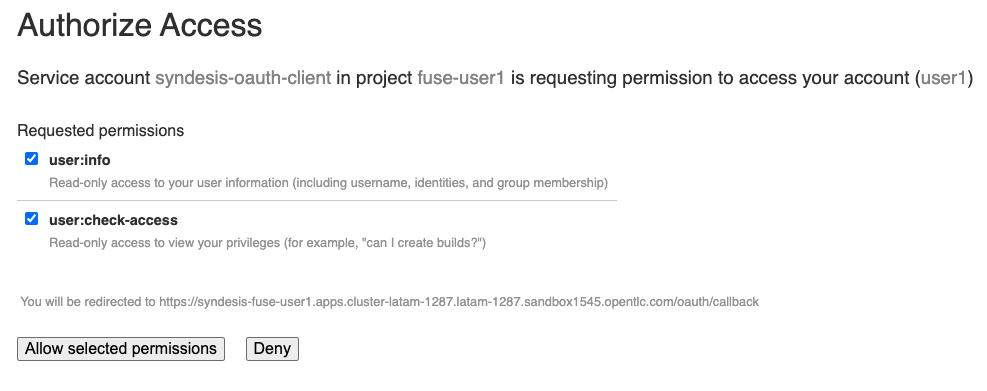 Authorize Access
Service account syndesis-oauth-client in project fuse-user1 is requesting permission to access your account (user1)
Requested permissions
user:info
Read-only access to your user information (including username, identities, and group membership)
user:check-access
Read-only access to view your privileges (for example, "can I create builds?")
You will be redirected to https://syndesis-fuse-user1.apps.cluster-latam-1287.latam-1287.sandbox1545.opentlc.com/oauth/callback
Allow selected permissions Deny